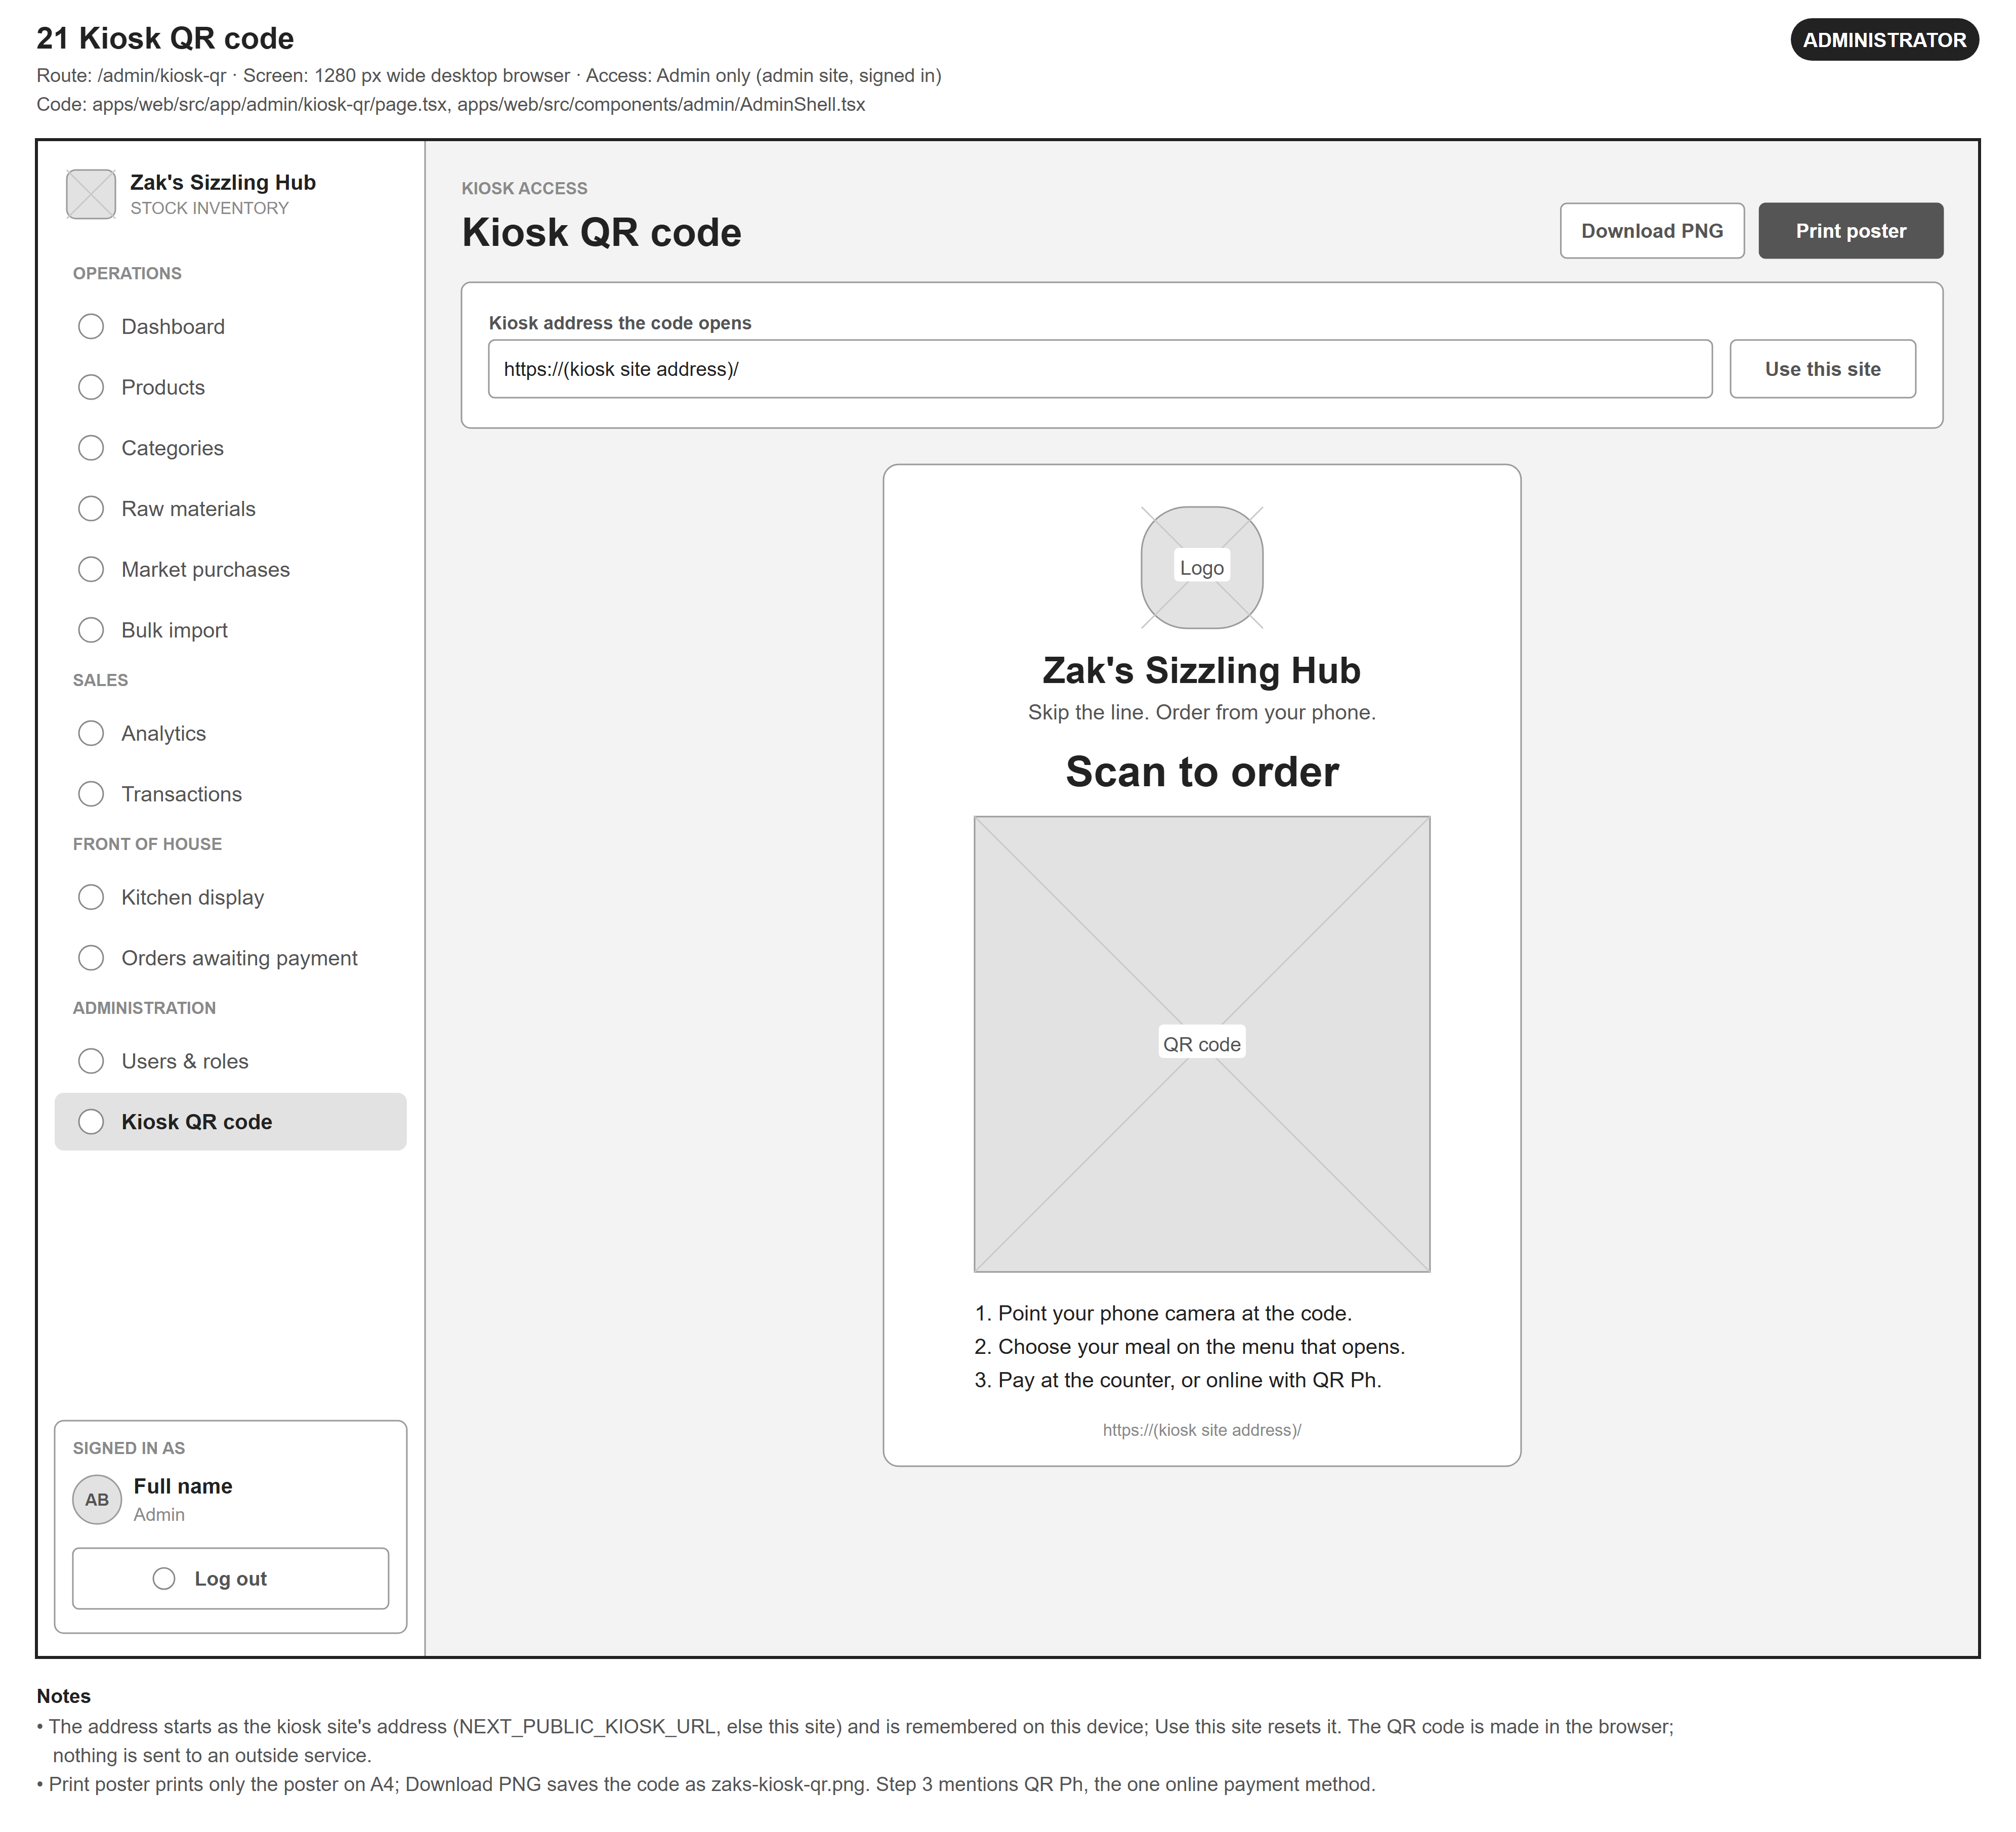 21 Kiosk QR code
ADMINISTRATOR
Route: /admin/kiosk-qr · Screen: 1280 px wide desktop browser · Access: Admin only (admin site, signed in)
Code: apps/web/src/app/admin/kiosk-qr/page.tsx, apps/web/src/components/admin/AdminShell.tsx
Zak's Sizzling Hub
STOCK INVENTORY
OPERATIONS
Dashboard
Products
Categories
Raw materials
Market purchases
Bulk import
SALES
Analytics
Transactions
FRONT OF HOUSE
Kitchen display
Orders awaiting payment
ADMINISTRATION
Users & roles
Kiosk QR code
SIGNED IN AS
AB
Full name
Admin
Log out
KIOSK ACCESS
Kiosk QR code
Download PNG
Print poster
Kiosk address the code opens
https://(kiosk site address)/
Use this site
Logo
Zak's Sizzling Hub
Skip the line. Order from your phone.
Scan to order
QR code
1. Point your phone camera at the code.
2. Choose your meal on the menu that opens.
3. Pay at the counter, or online with QR Ph.
https://(kiosk site address)/
Notes
• The address starts as the kiosk site's address (NEXT_PUBLIC_KIOSK_URL, else this site) and is remembered on this device; Use this site resets it. The QR code is made in the browser;
nothing is sent to an outside service.
• Print poster prints only the poster on A4; Download PNG saves the code as zaks-kiosk-qr.png. Step 3 mentions QR Ph, the one online payment method.